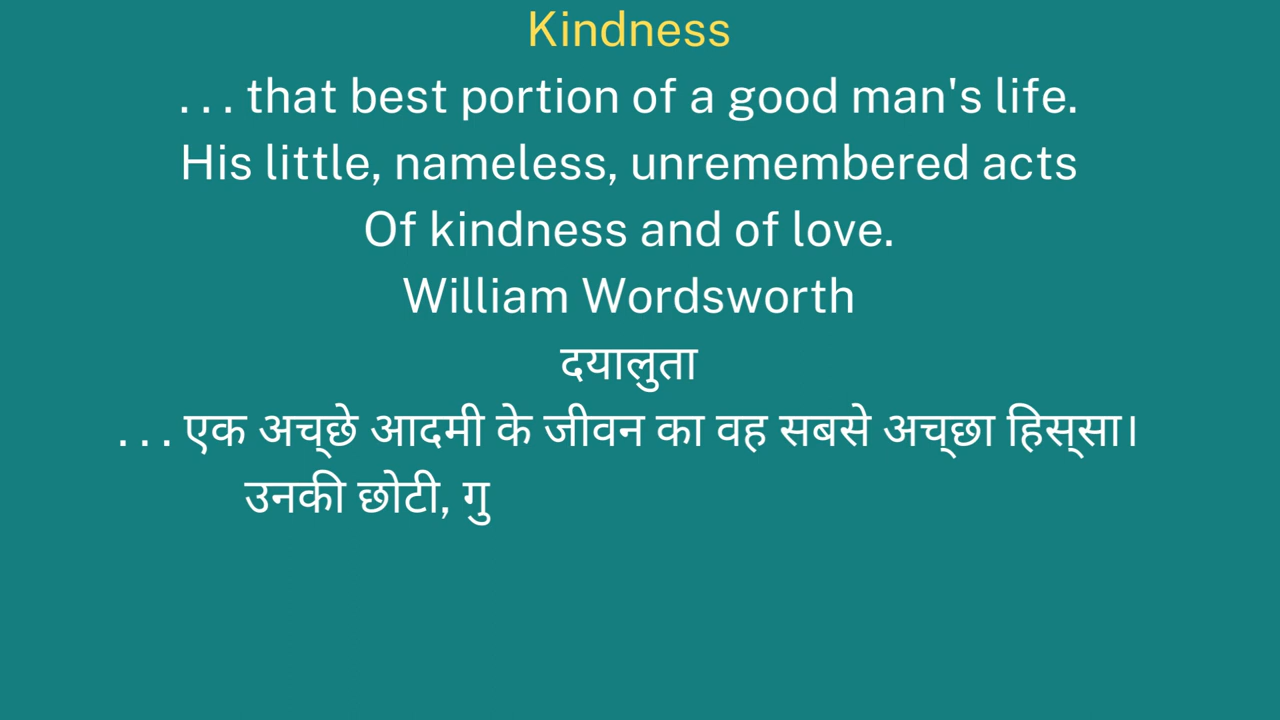 Kindness
. . . that best portion of a good man's life.
His little, nameless, unremembered acts
Of kindness and of love.
William Wordsworth
दयालुता
. . . एक अच्छे आदमी के जीवन का वह सबसे अच्छा हिस्सा।
उनकी छोटी, गु